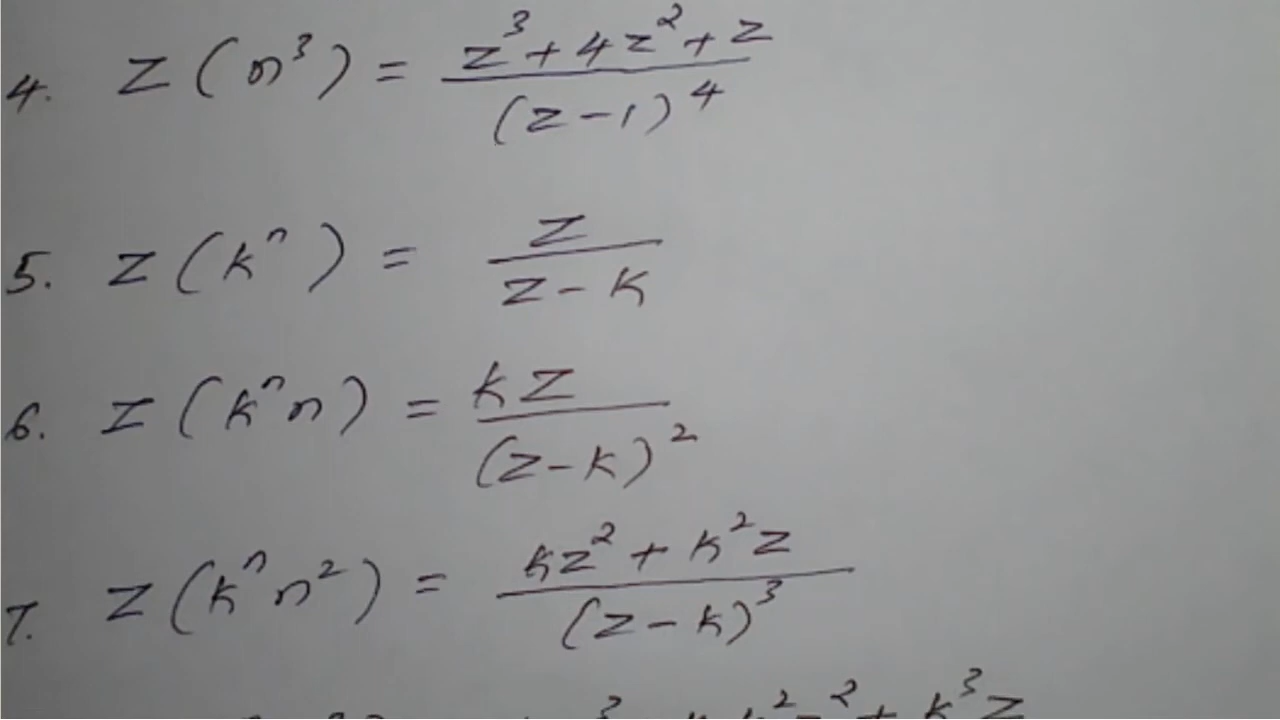 4. Z(n³) = z³+4z²+z / (z-1)⁴
5. Z(kⁿ) = z / z-k
6. Z(kⁿn) = kz / (z-k)²
7. Z(kⁿn²) = kz²+k²z / (z-k)³